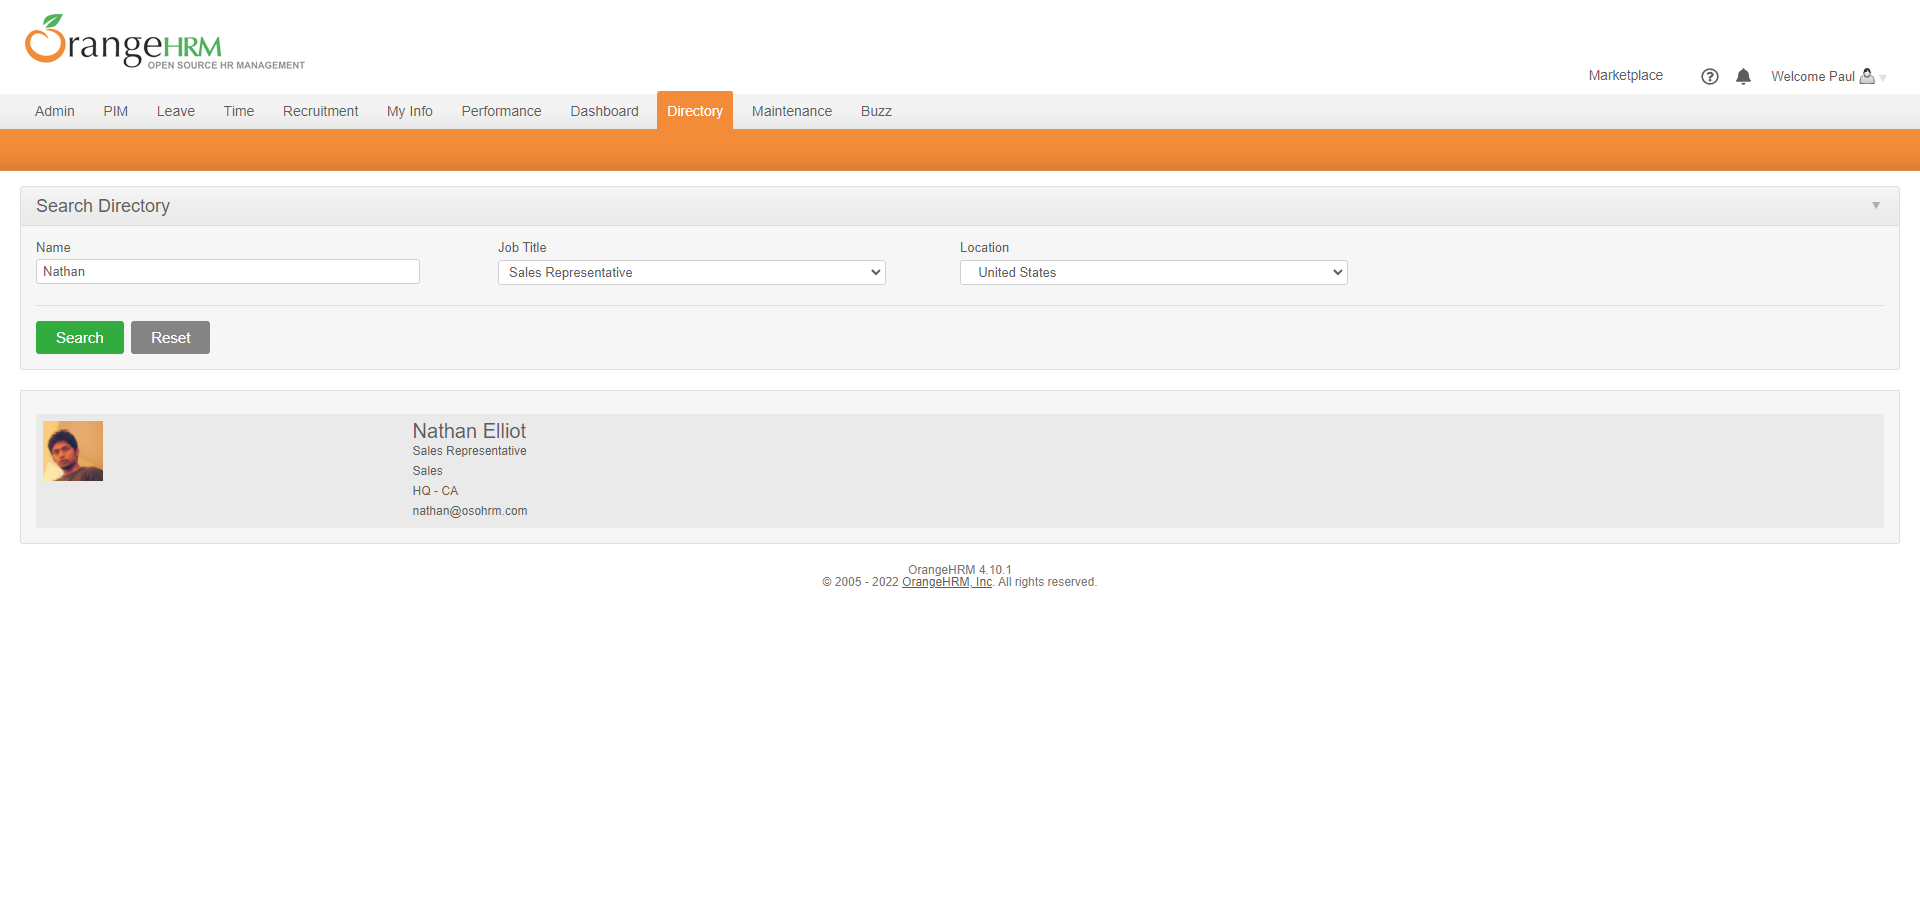 OrangeHRM
OPEN SOURCE HR MANAGEMENT
Marketplace
Welcome Paul
Admin PIM Leave Time Recruitment My Info Performance Dashboard Directory Maintenance Buzz
Search Directory
Name Job Title Location
Nathan Sales Representative United States
Search Reset
Nathan Elliot
Sales Representative
Sales
HQ - CA
nathan@osohrm.com
OrangeHRM 4.10.1
© 2005 - 2022 OrangeHRM, Inc. All rights reserved.